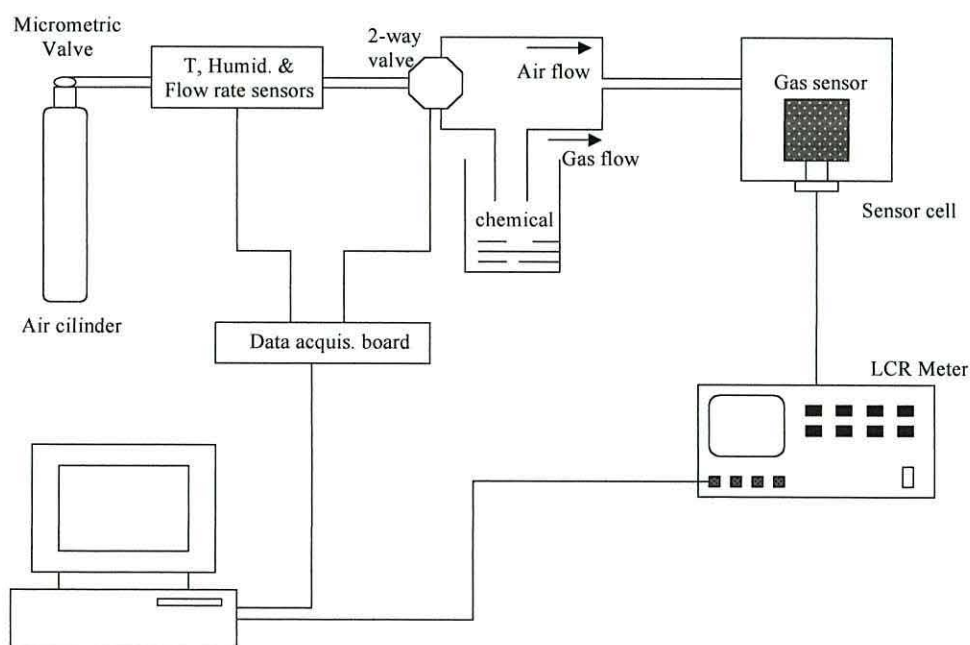 Micrometric
Valve
T, Humid. &
Flow rate sensors
2-way
valve
Air flow
Gas flow
chemical
Gas sensor
Sensor cell
Air cilinder
Data acquis. board
LCR Meter